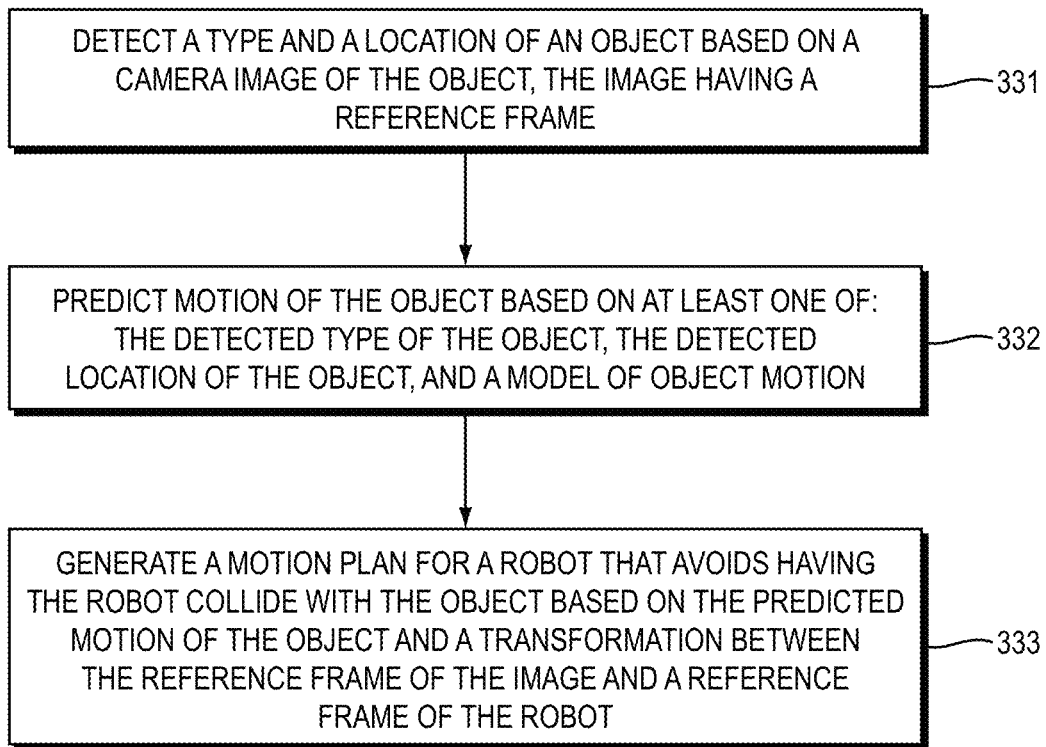 DETECT A TYPE AND A LOCATION OF AN OBJECT BASED ON A
CAMERA IMAGE OF THE OBJECT, THE IMAGE HAVING A
REFERENCE FRAME
331
PREDICT MOTION OF THE OBJECT BASED ON AT LEAST ONE OF:
THE DETECTED TYPE OF THE OBJECT, THE DETECTED
LOCATION OF THE OBJECT, AND A MODEL OF OBJECT MOTION
332
GENERATE A MOTION PLAN FOR A ROBOT THAT AVOIDS HAVING
THE ROBOT COLLIDE WITH THE OBJECT BASED ON THE PREDICTED
MOTION OF THE OBJECT AND A TRANSFORMATION BETWEEN
THE REFERENCE FRAME OF THE IMAGE AND A REFERENCE
FRAME OF THE ROBOT
333